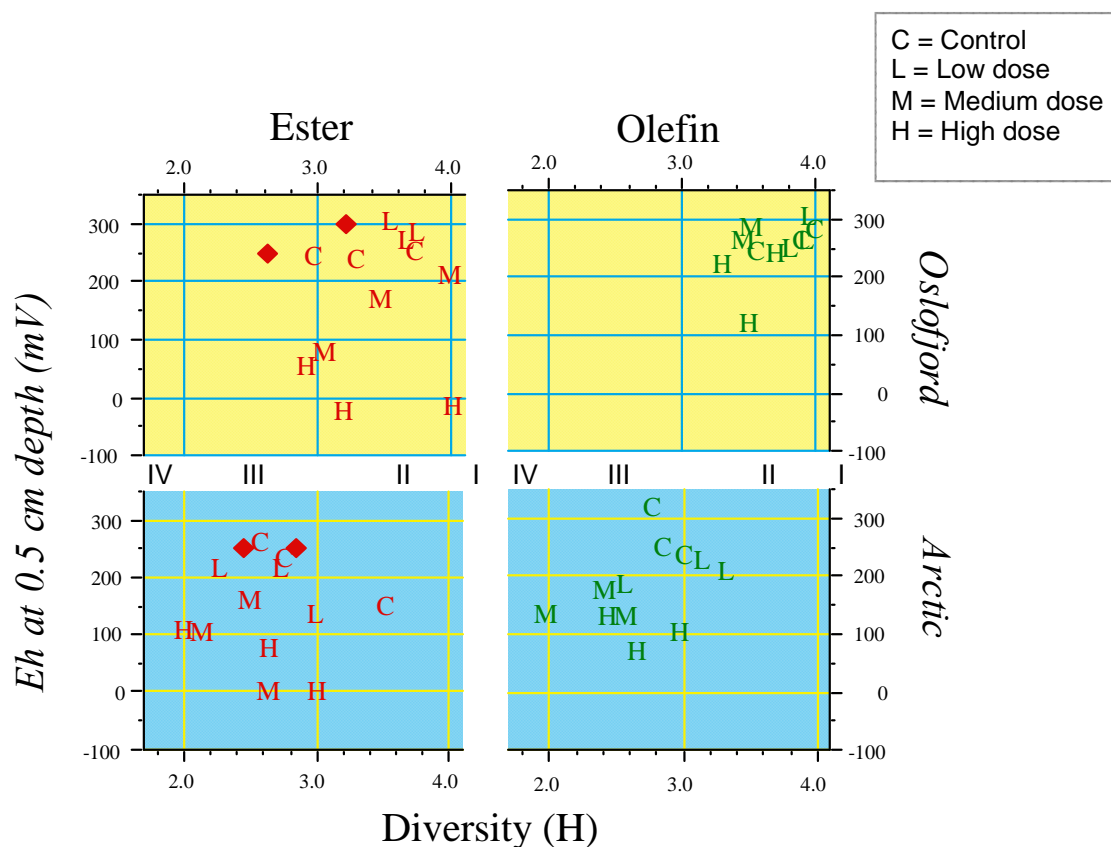 C = Control
L = Low dose
M = Medium dose
H = High dose
Ester Olefin
2.0 3.0 4.0 2.0 3.0 4.0
300 L L L C C C M M M H H H 200 100 0 -100
M M H H C L L C L C L C H 300 200 100 0 -100
Oslofjord
Eh at 0.5 cm depth (mV)
IV III II I IV III II I
300 200 100 0 -100 C C L L M L C H M H M H
C C C L L M L M H M H H 300 200 100 0 -100
Arctic
2.0 3.0 4.0 2.0 3.0 4.0
Diversity (H)